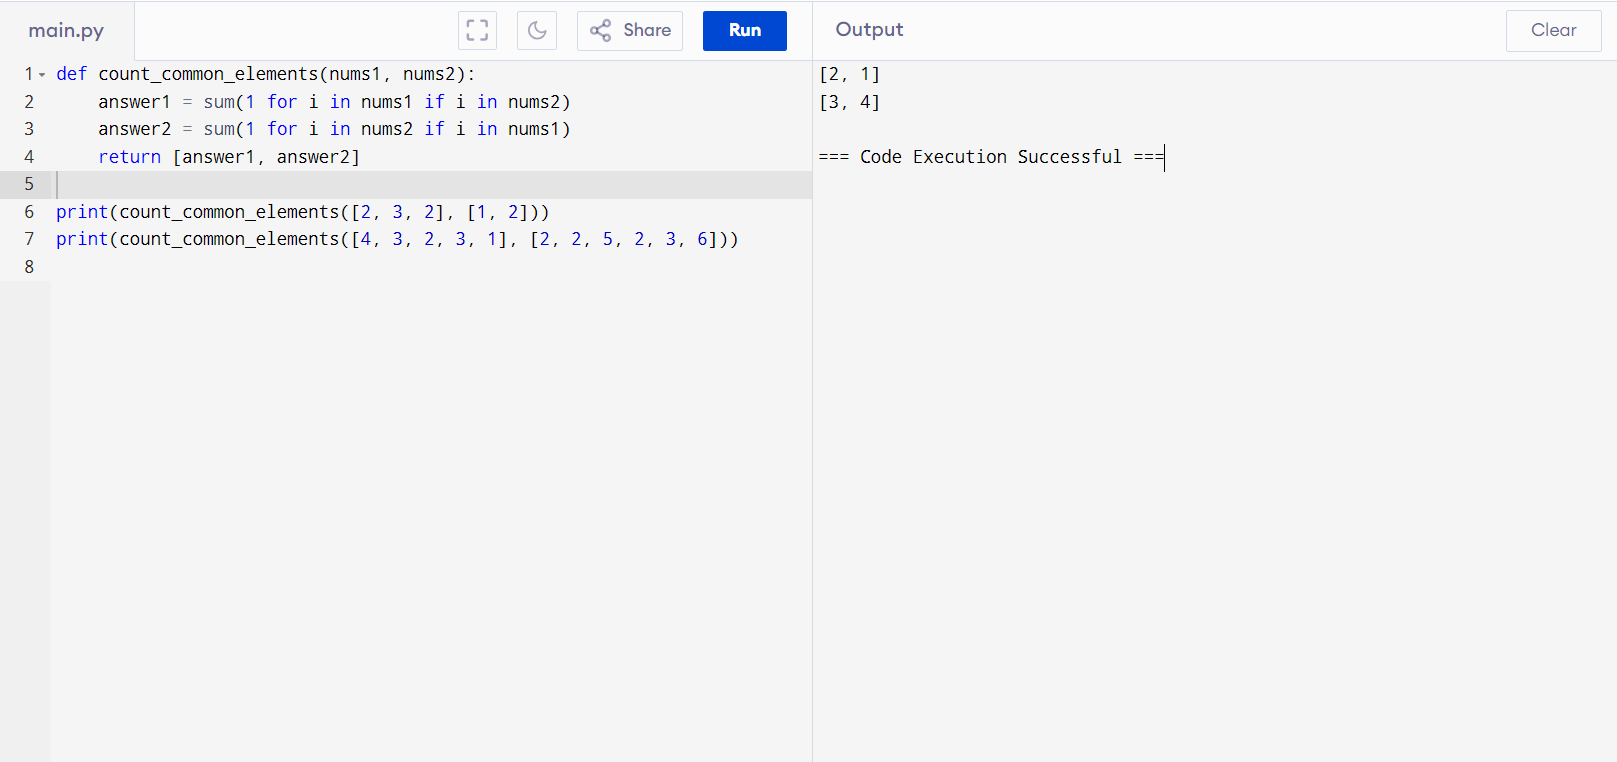 main.py
Share
Run
Output
Clear
1 def count_common_elements(nums1, nums2):
2     answer1 = sum(1 for i in nums1 if i in nums2)
3     answer2 = sum(1 for i in nums2 if i in nums1)
4     return [answer1, answer2]
5
6 print(count_common_elements([2, 3, 2], [1, 2]))
7 print(count_common_elements([4, 3, 2, 3, 1], [2, 2, 5, 2, 3, 6]))
8
[2, 1]
[3, 4]
=== Code Execution Successful ===